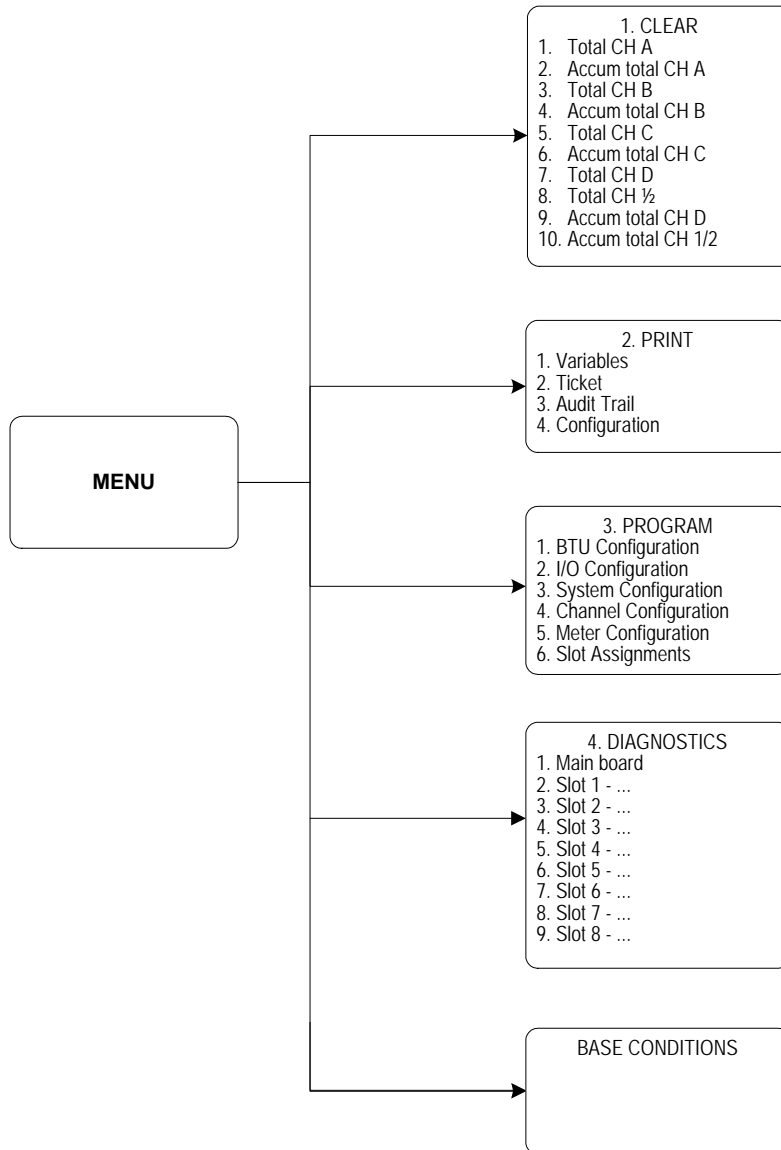 1. CLEAR
1. Total CH A
2. Accum total CH A
3. Total CH B
4. Accum total CH B
5. Total CH C
6. Accum total CH C
7. Total CH D
8. Total CH ½
9. Accum total CH D
10. Accum total CH 1/2
2. PRINT
1. Variables
2. Ticket
3. Audit Trail
4. Configuration
MENU
3. PROGRAM
1. BTU Configuration
2. I/O Configuration
3. System Configuration
4. Channel Configuration
5. Meter Configuration
6. Slot Assignments
4. DIAGNOSTICS
1. Main board
2. Slot 1 - ...
3. Slot 2 - ...
4. Slot 3 - ...
5. Slot 4 - ...
6. Slot 5 - ...
7. Slot 6 - ...
8. Slot 7 - ...
9. Slot 8 - ...
BASE CONDITIONS